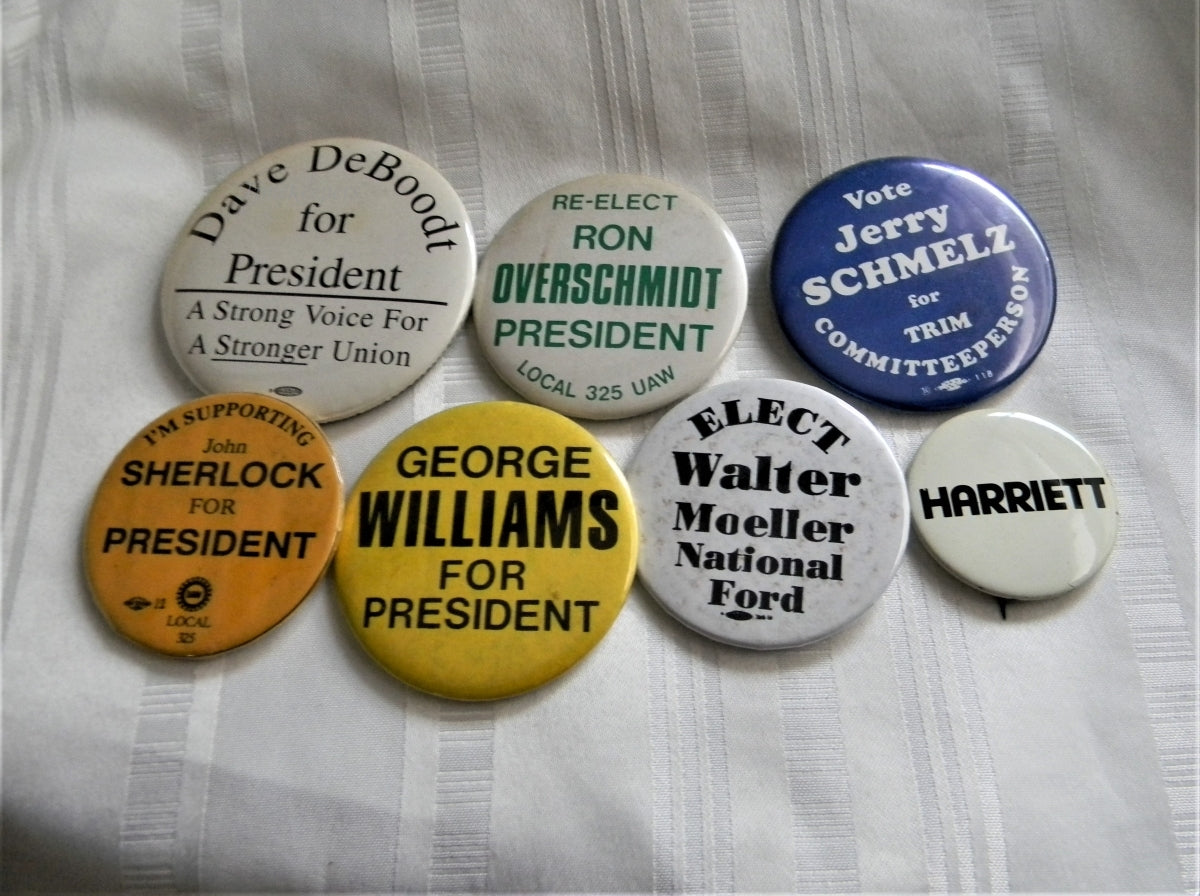 Dave DeBoodt
for
President
A Strong Voice For
A Stronger Union
RE-ELECT
RON
OVERSCHMIDT
PRESIDENT
LOCAL 325 UAW
Vote
Jerry
SCHMELZ
for
TRIM
COMMITTEEPERSON
118
I'M SUPPORTING
John
SHERLOCK
FOR
PRESIDENT
LOCAL
325
GEORGE
WILLIAMS
FOR
PRESIDENT
ELECT
Walter
Moeller
National
Ford
HARRIETT